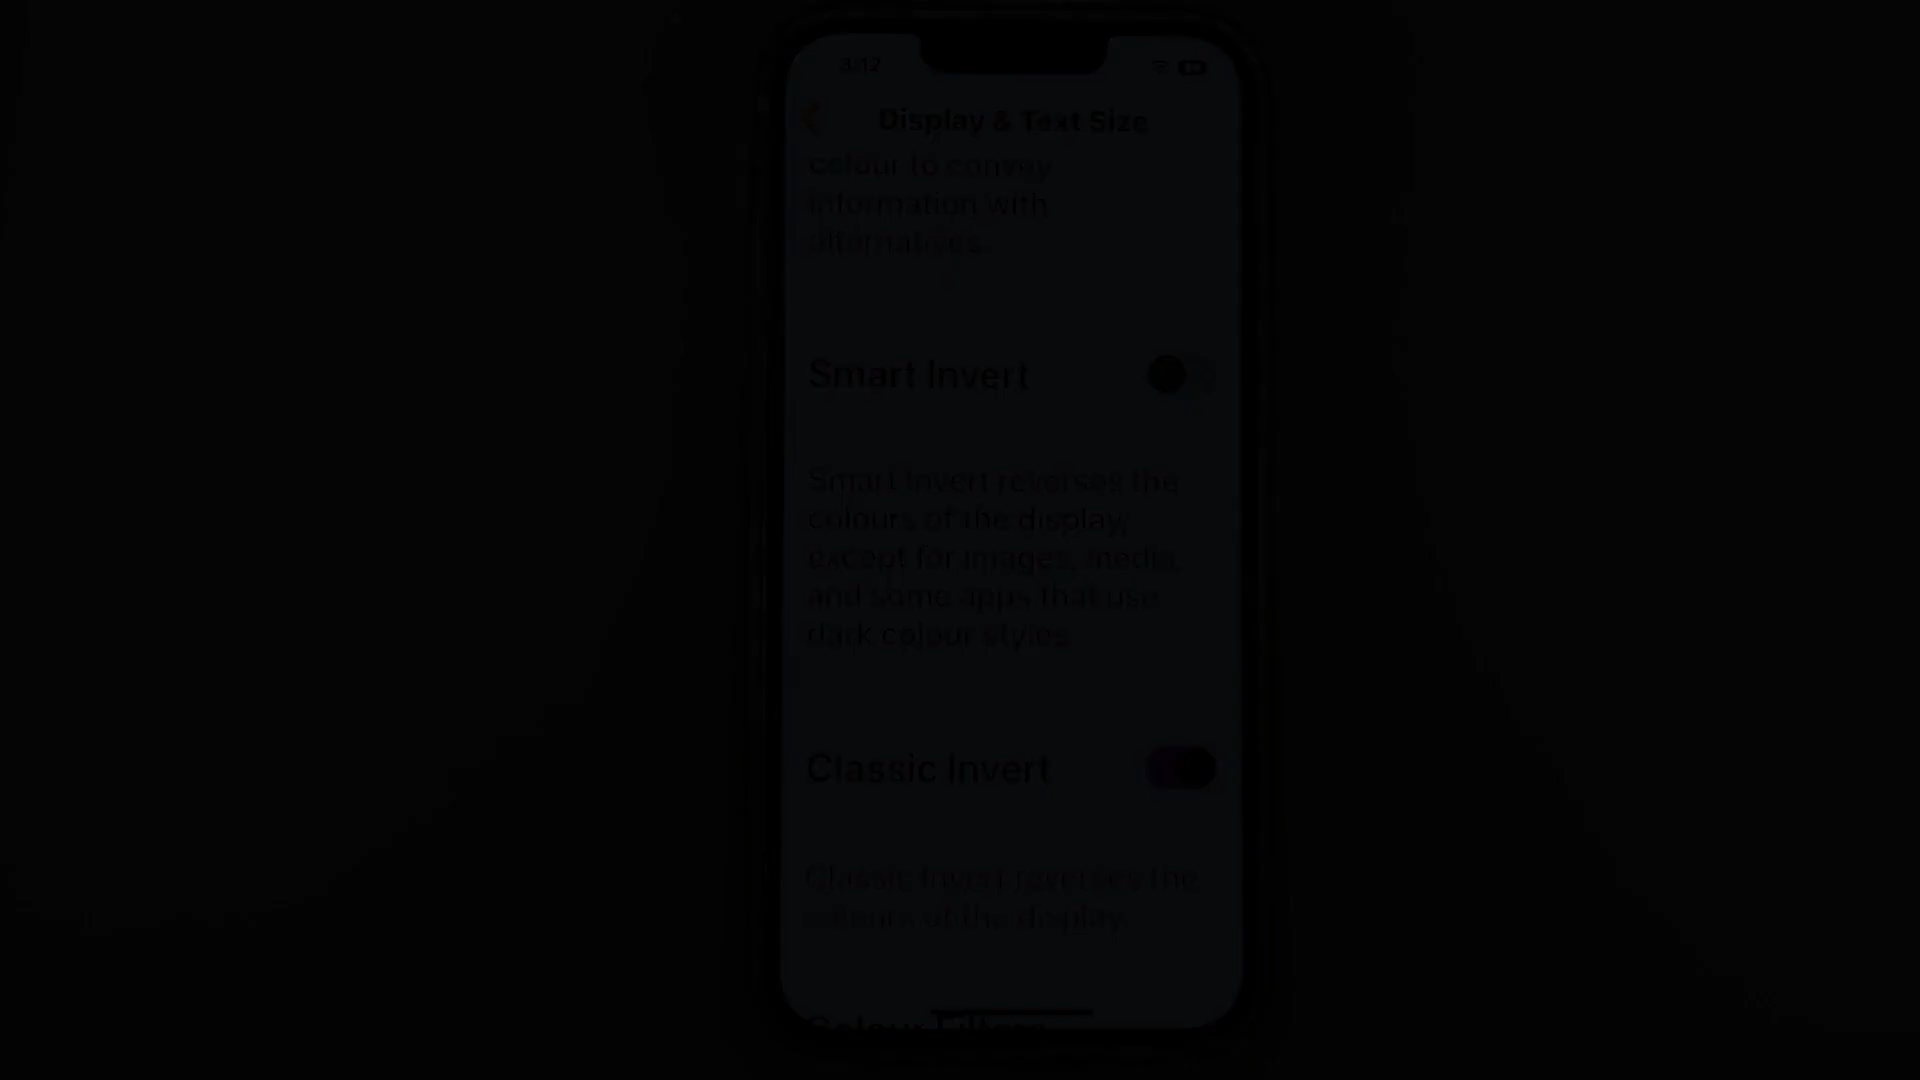 3:12
Display & Text Size
colour to convey
information with
alternatives.
Smart Invert
Smart Invert reverses the
colours of the display,
except for images, media
and some apps that use
dark colour styles.
Classic Invert
Classic Invert reverses the
colours of the display.
Colour Filters